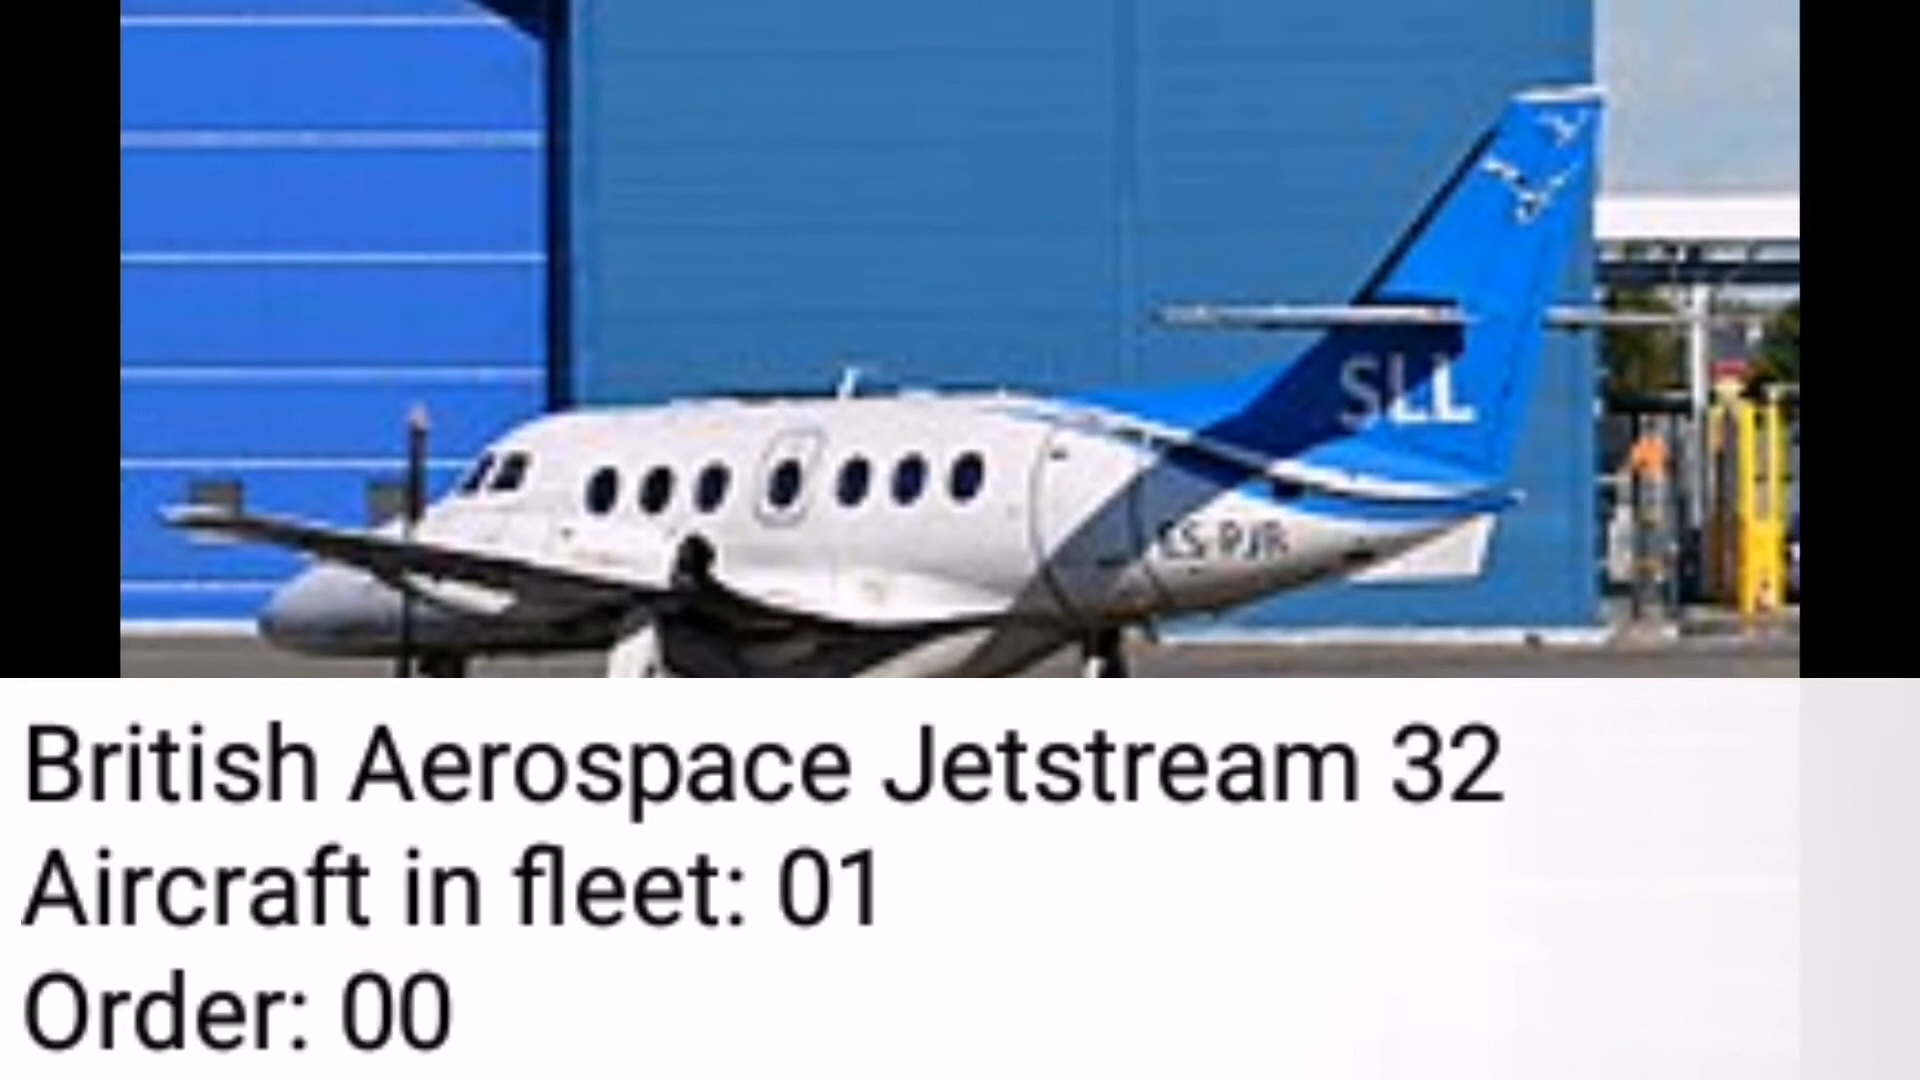 SLL
British Aerospace Jetstream 32
Aircraft in fleet: 01
Order: 00